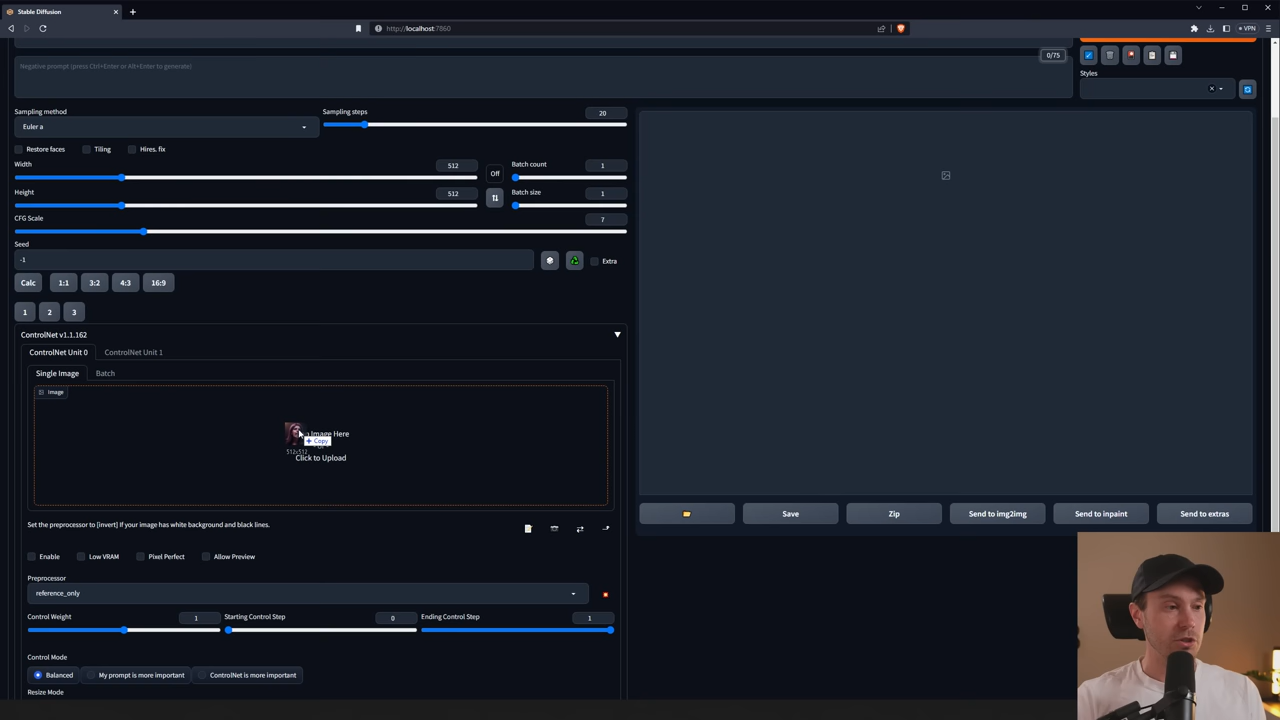 Stable Diffusion
http://localhost:7860
VPN
Negative prompt (press Ctrl+Enter or Alt+Enter to generate)
0/75
Styles
Sampling method
Sampling steps
20
Euler a
Restore faces
Tiling
Hires. fix
Width
512
Off
Batch count
1
Height
512
Batch size
1
CFG Scale
7
Seed
-1
Extra
Calc
1:1
3:2
4:3
16:9
1
2
3
ControlNet v1.1.162
ControlNet Unit 0
ControlNet Unit 1
Single Image
Batch
Image
Image Here
Copy
512x512
Click to Upload
Save
Zip
Send to img2img
Send to inpaint
Send to extras
Set the preprocessor to [invert] If your image has white background and black lines.
Enable
Low VRAM
Pixel Perfect
Allow Preview
Preprocessor
reference_only
Control Weight
1
Starting Control Step
0
Ending Control Step
1
Control Mode
Balanced
My prompt is more important
ControlNet is more important
Resize Mode